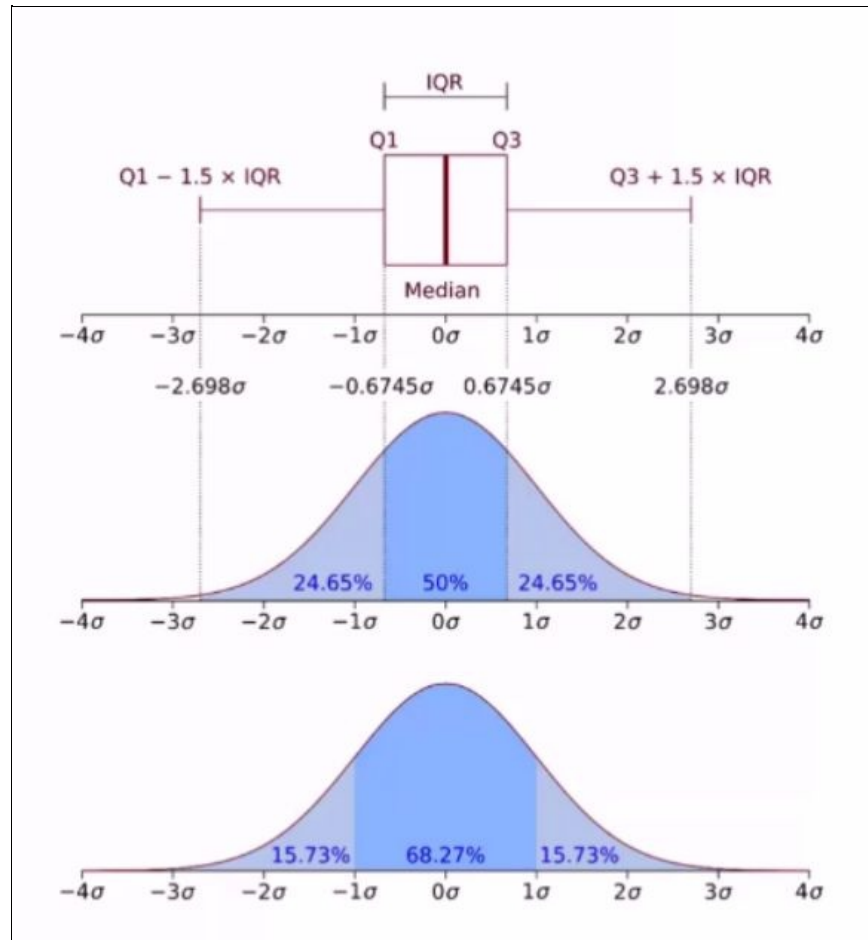 IQR
Q1 Q3
Q1 − 1.5 × IQR Q3 + 1.5 × IQR
Median
−4σ −3σ −2σ −1σ 0σ 1σ 2σ 3σ 4σ
−2.698σ −0.6745σ 0.6745σ 2.698σ
24.65% 50% 24.65%
−4σ −3σ −2σ −1σ 0σ 1σ 2σ 3σ 4σ
15.73% 68.27% 15.73%
−4σ −3σ −2σ −1σ 0σ 1σ 2σ 3σ 4σ